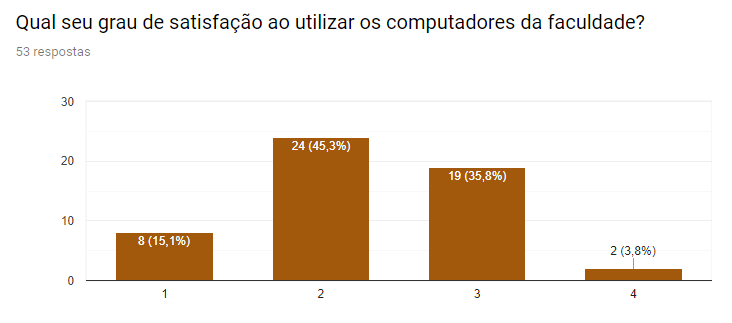 Qual seu grau de satisfação ao utilizar os computadores da faculdade?
53 respostas
30
20
10
0
8 (15,1%)
24 (45,3%)
19 (35,8%)
2 (3,8%)
1 2 3 4